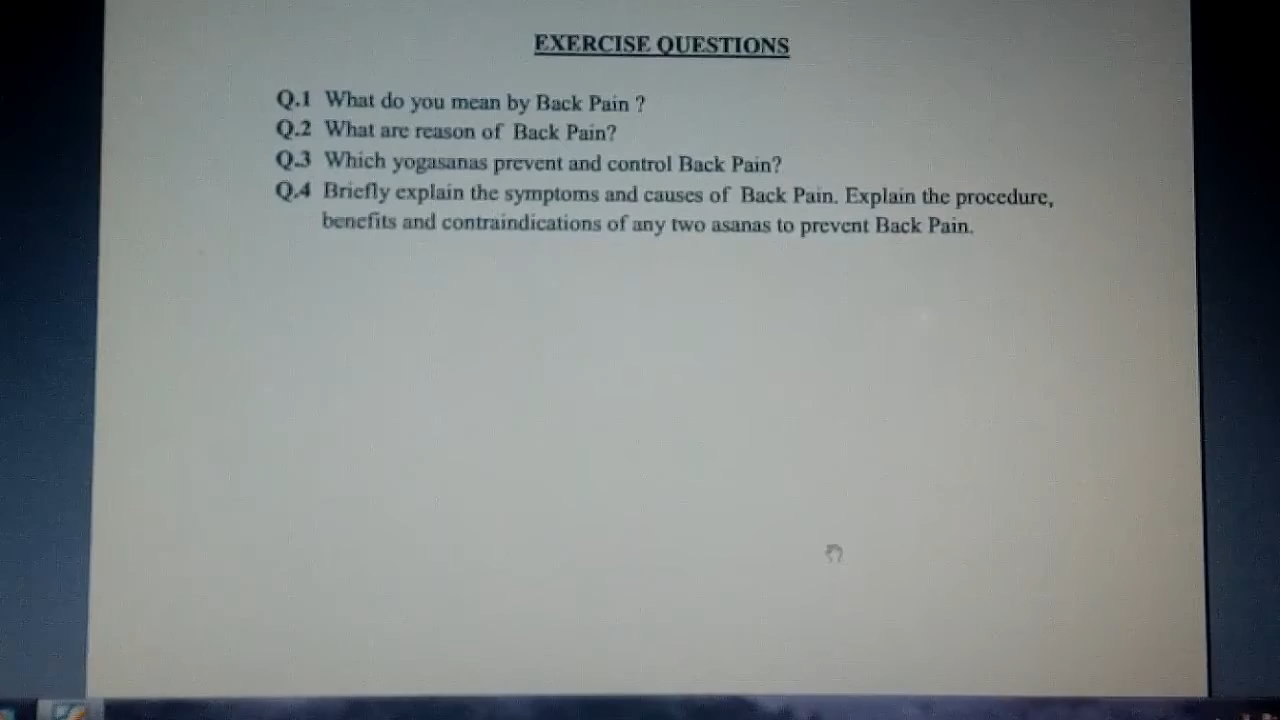 EXERCISE QUESTIONS
Q.1 What do you mean by Back Pain ?
Q.2 What are reason of Back Pain?
Q.3 Which yogasanas prevent and control Back Pain?
Q.4 Briefly explain the symptoms and causes of Back Pain. Explain the procedure,
benefits and contraindications of any two asanas to prevent Back Pain.